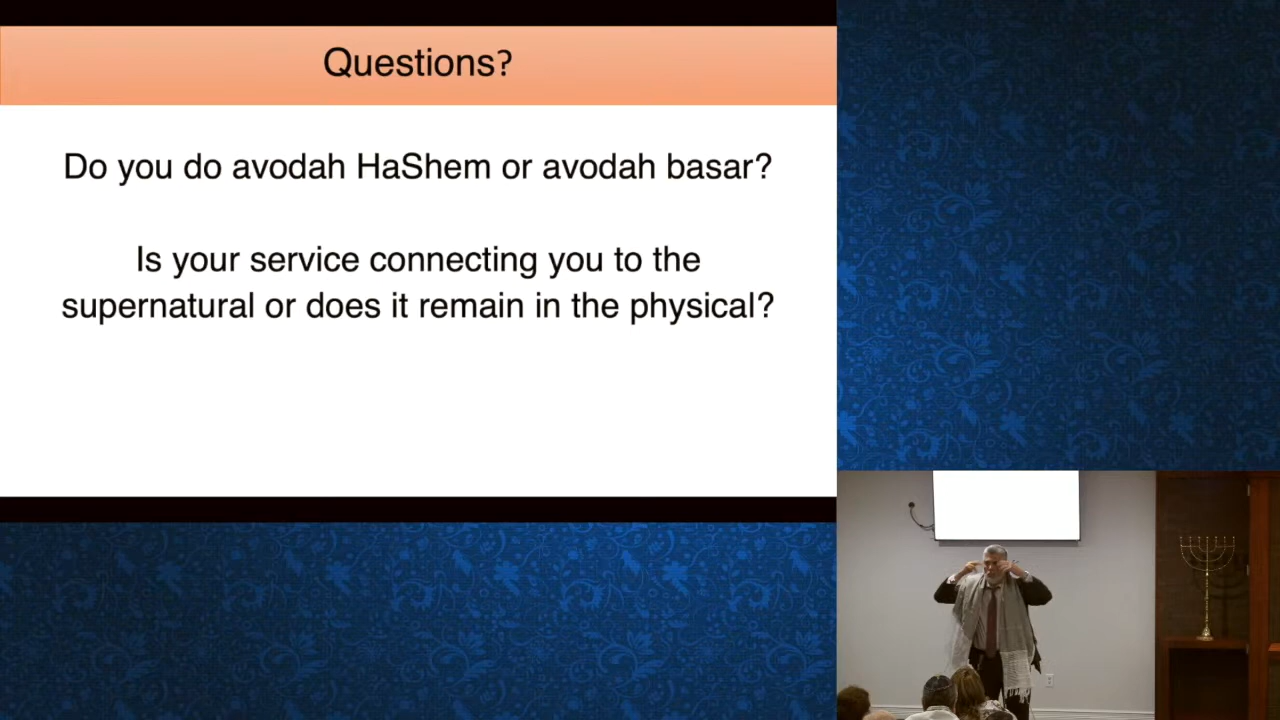 Questions?
Do you do avodah HaShem or avodah basar?
Is your service connecting you to the
supernatural or does it remain in the physical?